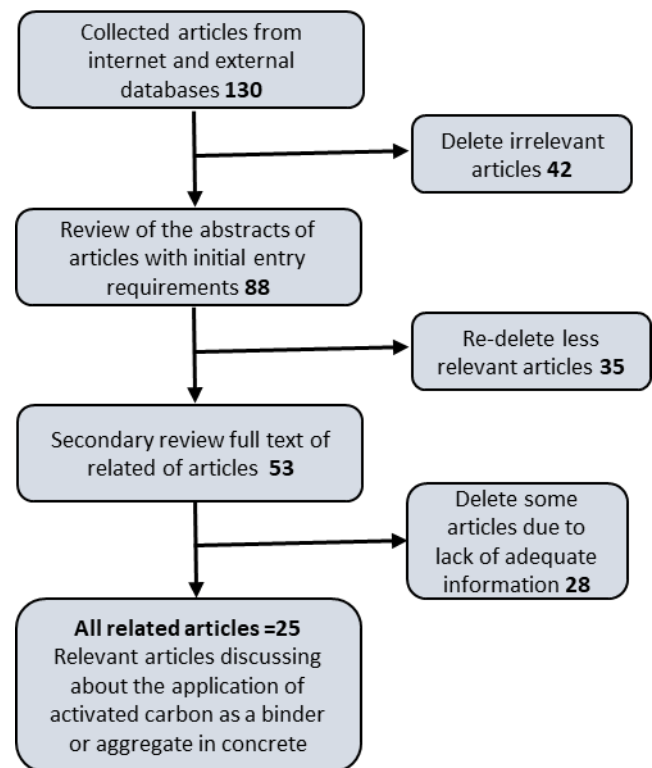 Collected articles from
internet and external
databases 130
Delete irrelevant
articles 42
Review of the abstracts of
articles with initial entry
requirements 88
Re-delete less
relevant articles 35
Secondary review full text of
related of articles 53
Delete some
articles due to
lack of adequate
information 28
All related articles =25
Relevant articles discussing
about the application of
activated carbon as a binder
or aggregate in concrete